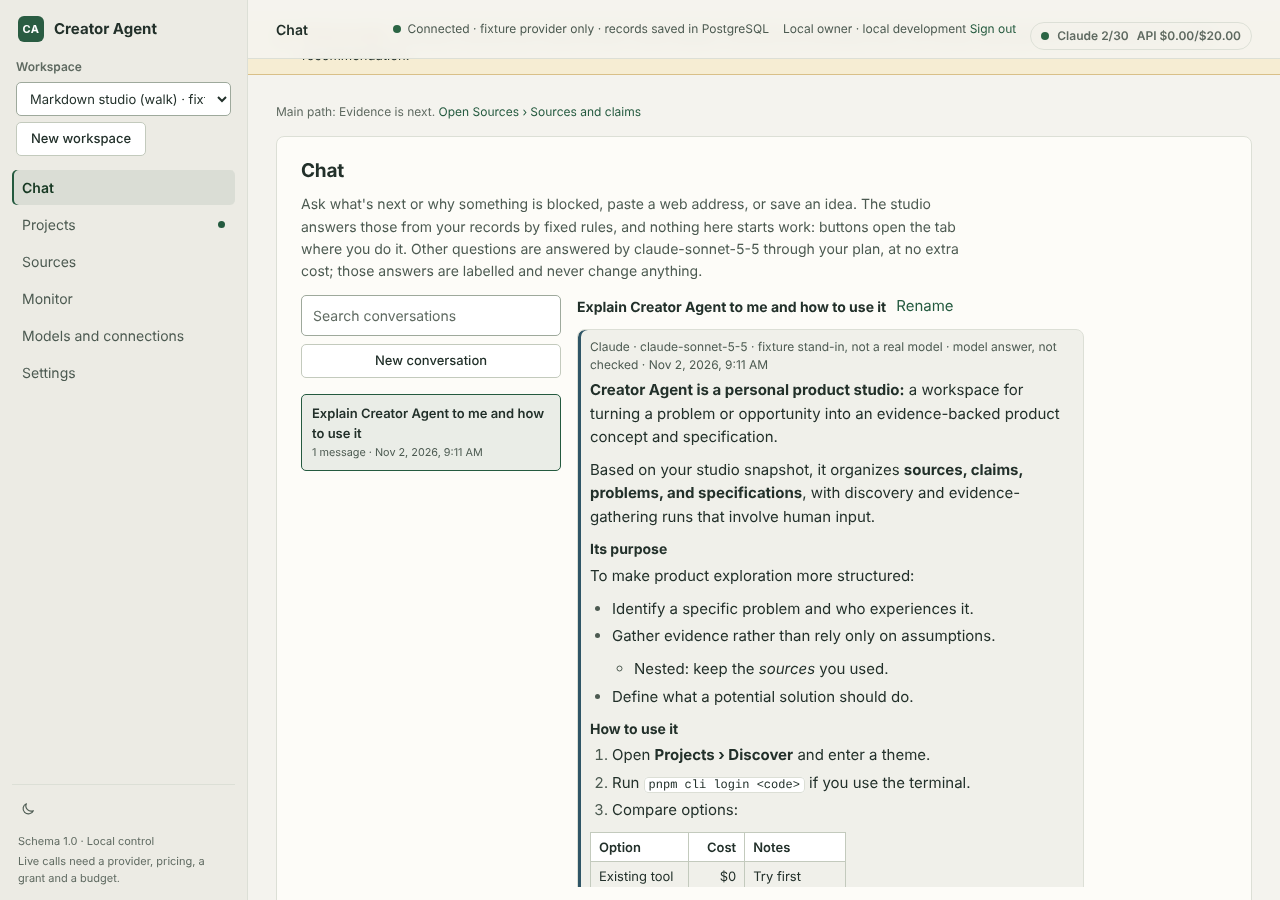 CA Creator Agent
Workspace
Markdown studio (walk) · fix
New workspace
Chat
Projects
Sources
Monitor
Models and connections
Settings
Schema 1.0 · Local control
Live calls need a provider, pricing, a
grant and a budget.
Chat
Connected · fixture provider only · records saved in PostgreSQL
Local owner · local development Sign out
Claude 2/30 API $0.00/$20.00
Main path: Evidence is next. Open Sources › Sources and claims
Chat
Ask what's next or why something is blocked, paste a web address, or save an idea. The studio
answers those from your records by fixed rules, and nothing here starts work: buttons open the tab
where you do it. Other questions are answered by claude-sonnet-5-5 through your plan, at no extra
cost; those answers are labelled and never change anything.
Search conversations
New conversation
Explain Creator Agent to me and how
to use it
1 message · Nov 2, 2026, 9:11 AM
Explain Creator Agent to me and how to use it Rename
Claude · claude-sonnet-5-5 · fixture stand-in, not a real model · model answer, not
checked · Nov 2, 2026, 9:11 AM
Creator Agent is a personal product studio: a workspace for
turning a problem or opportunity into an evidence-backed product
concept and specification.
Based on your studio snapshot, it organizes sources, claims,
problems, and specifications, with discovery and evidence-
gathering runs that involve human input.
Its purpose
To make product exploration more structured:
Identify a specific problem and who experiences it.
Gather evidence rather than rely only on assumptions.
Nested: keep the sources you used.
Define what a potential solution should do.
How to use it
1. Open Projects › Discover and enter a theme.
2. Run pnpm cli login <code> if you use the terminal.
3. Compare options:
Option Cost Notes
Existing tool $0 Try first